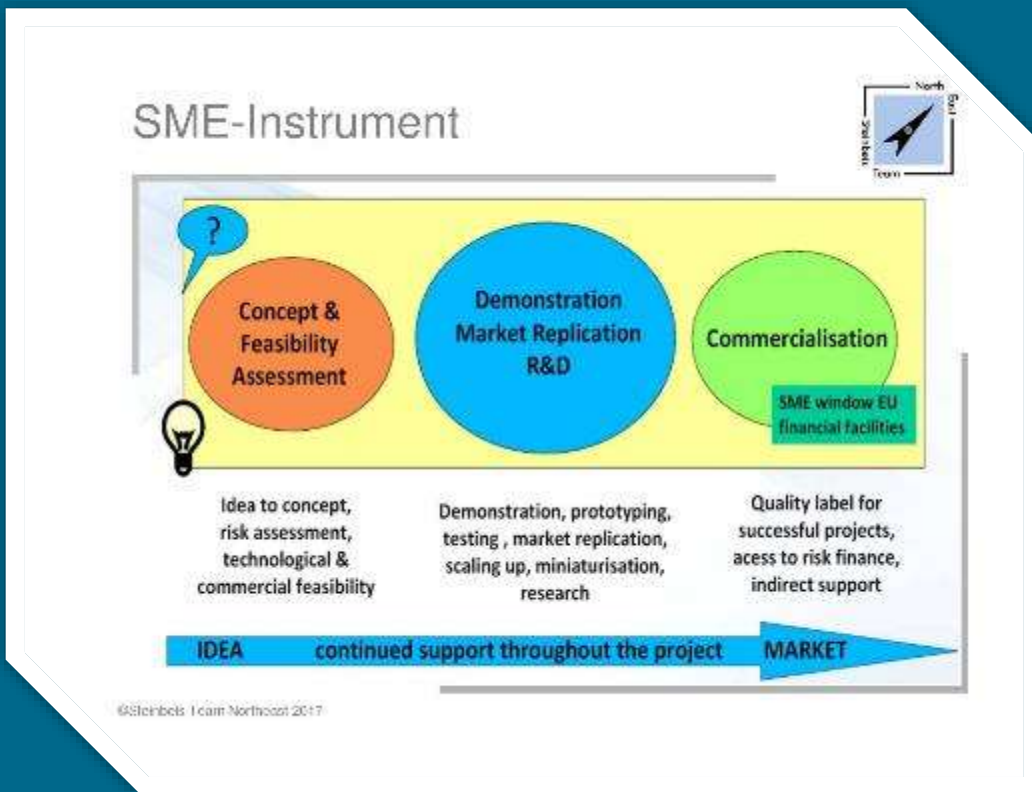 SME-Instrument
North
East
Steinbeis
Team
?
Concept &
Feasibility
Assessment
Demonstration
Market Replication
R&D
Commercialisation
SME window EU
financial facilities
Idea to concept,
risk assessment,
technological &
commercial feasibility
Demonstration, prototyping,
testing , market replication,
scaling up, miniaturisation,
research
Quality label for
successful projects,
acess to risk finance,
indirect support
IDEA continued support throughout the project MARKET
©Steinbeis Team Northeast 2017